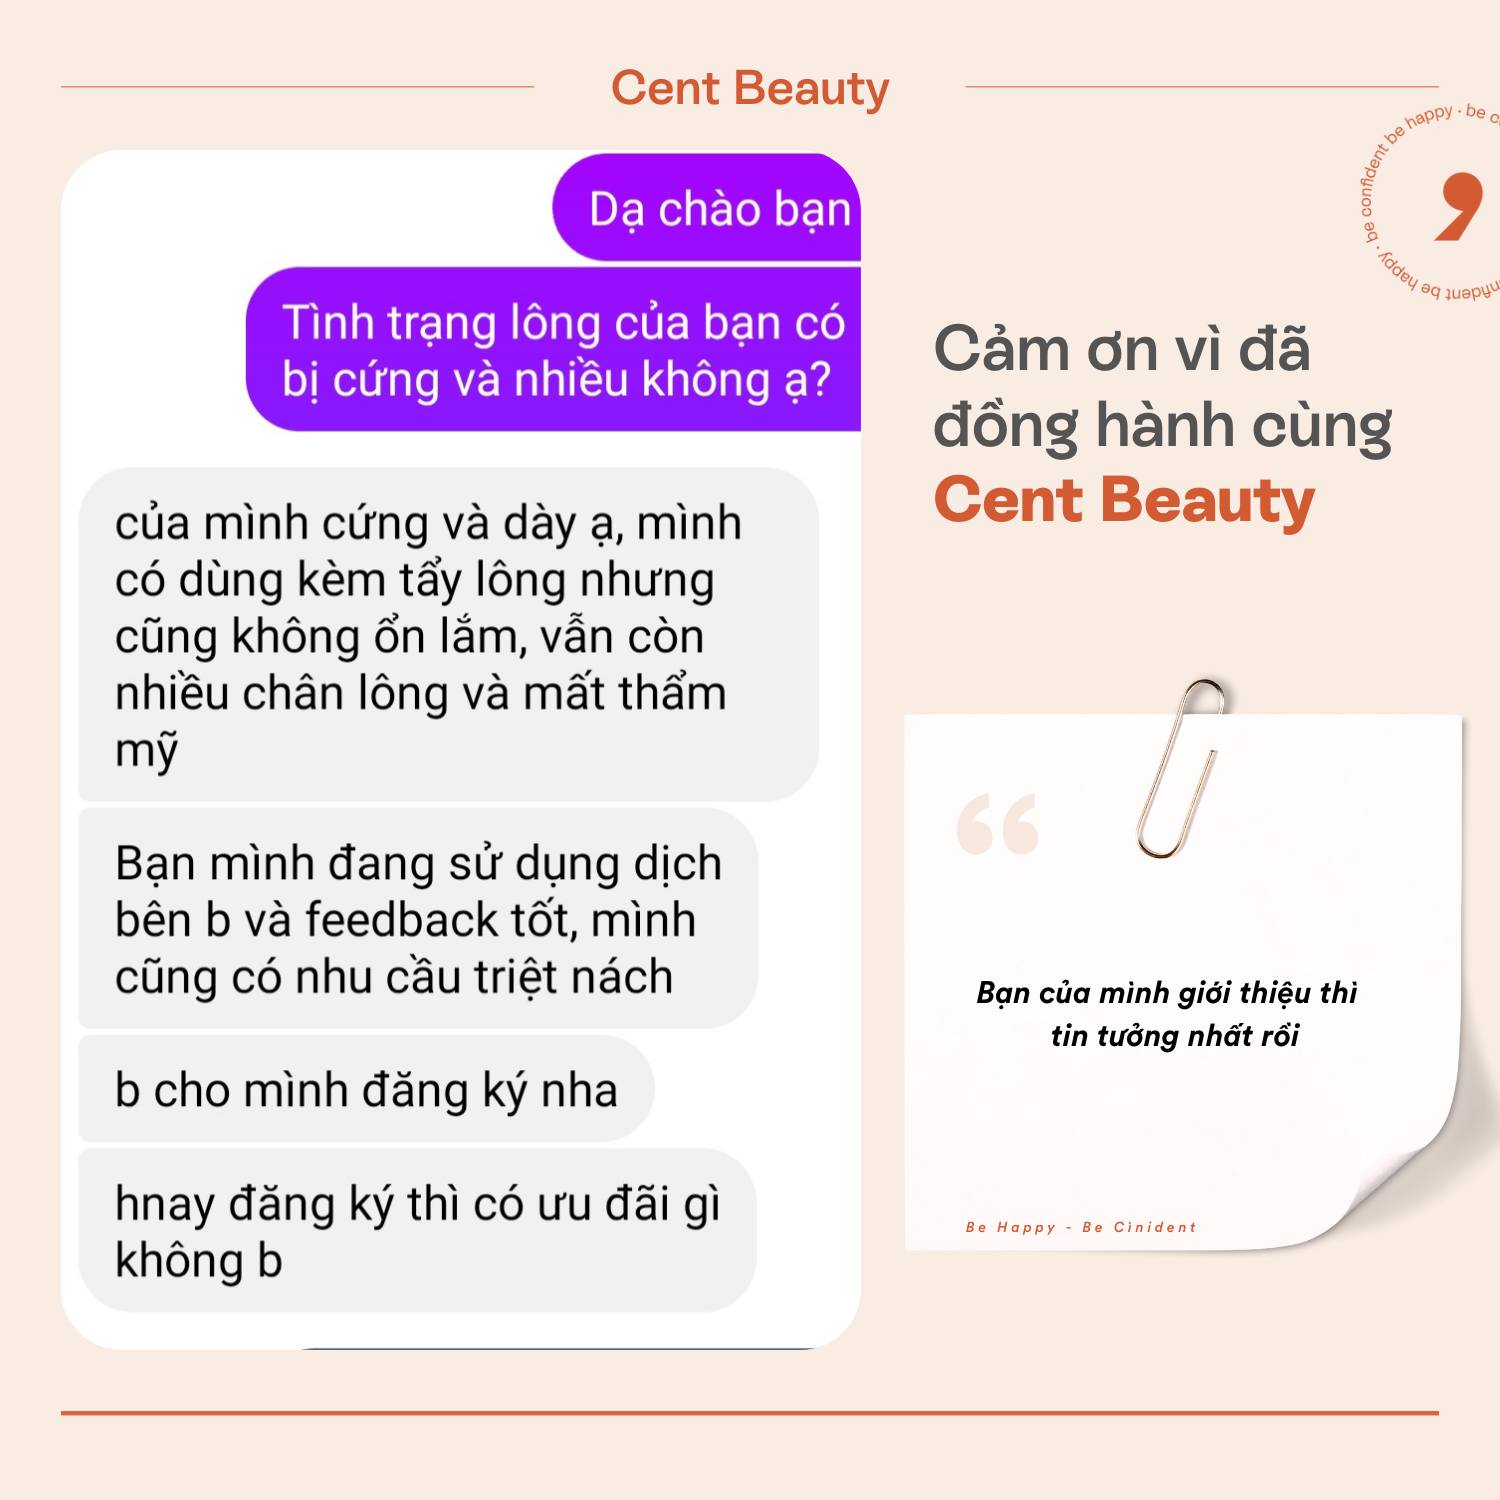 Cent Beauty
be confident be happy · be c
· be confident be happy
Dạ chào bạn
Tình trạng lông của bạn có
bị cứng và nhiều không ạ?
của mình cứng và dày ạ, mình
có dùng kèm tẩy lông nhưng
cũng không ổn lắm, vẫn còn
nhiều chân lông và mất thẩm
mỹ
Bạn mình đang sử dụng dịch
bên b và feedback tốt, mình
cũng có nhu cầu triệt nách
b cho mình đăng ký nha
hnay đăng ký thì có ưu đãi gì
không b
Cảm ơn vì đã
đồng hành cùng
Cent Beauty
“
Bạn của mình giới thiệu thì
tin tưởng nhất rồi
Be Happy - Be Cinident